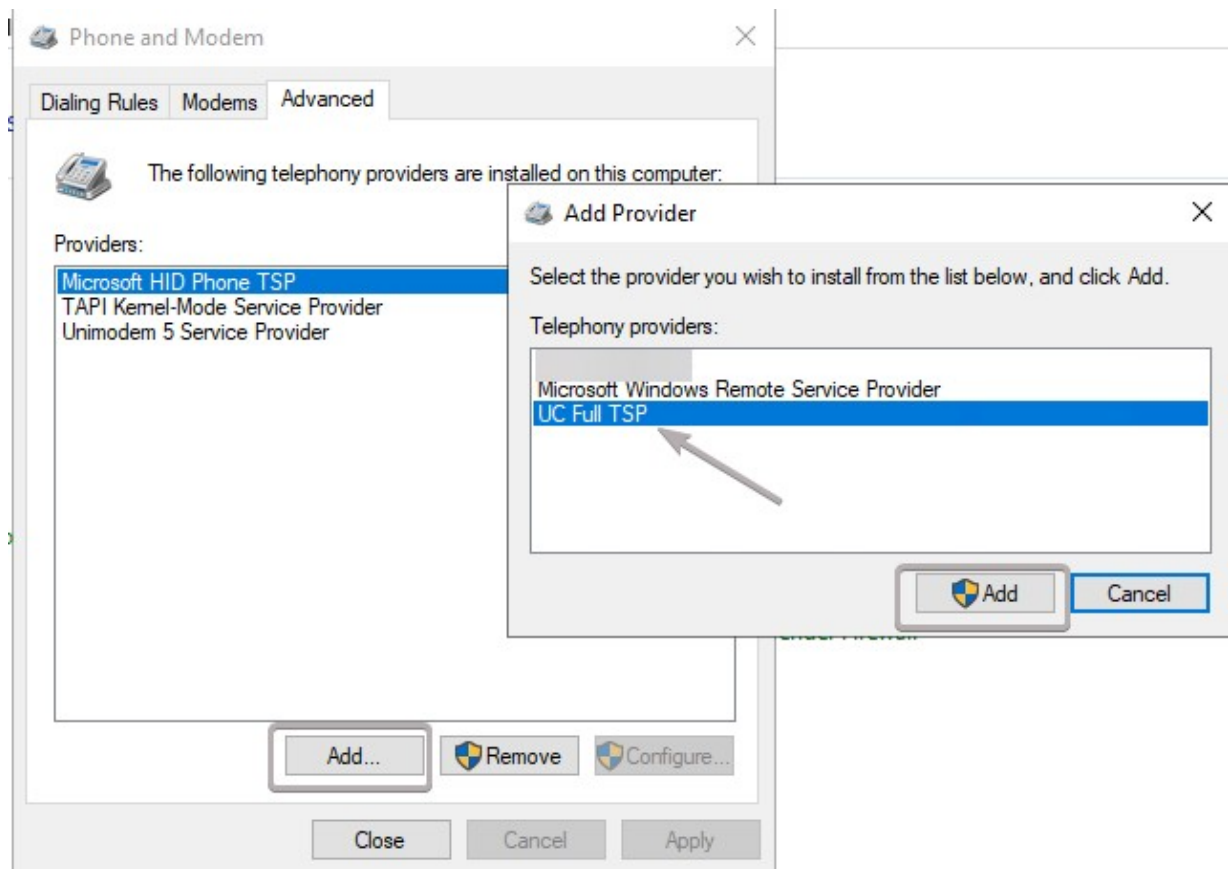 Phone and Modem
Dialing Rules
Modems
Advanced
The following telephony providers are installed on this computer:
Providers:
Microsoft HID Phone TSP
TAPI Kernel-Mode Service Provider
Unimodem 5 Service Provider
Add...
Remove
Configure...
Close
Cancel
Apply
Add Provider
Select the provider you wish to install from the list below, and click Add.
Telephony providers:
Microsoft Windows Remote Service Provider
UC Full TSP
Add
Cancel